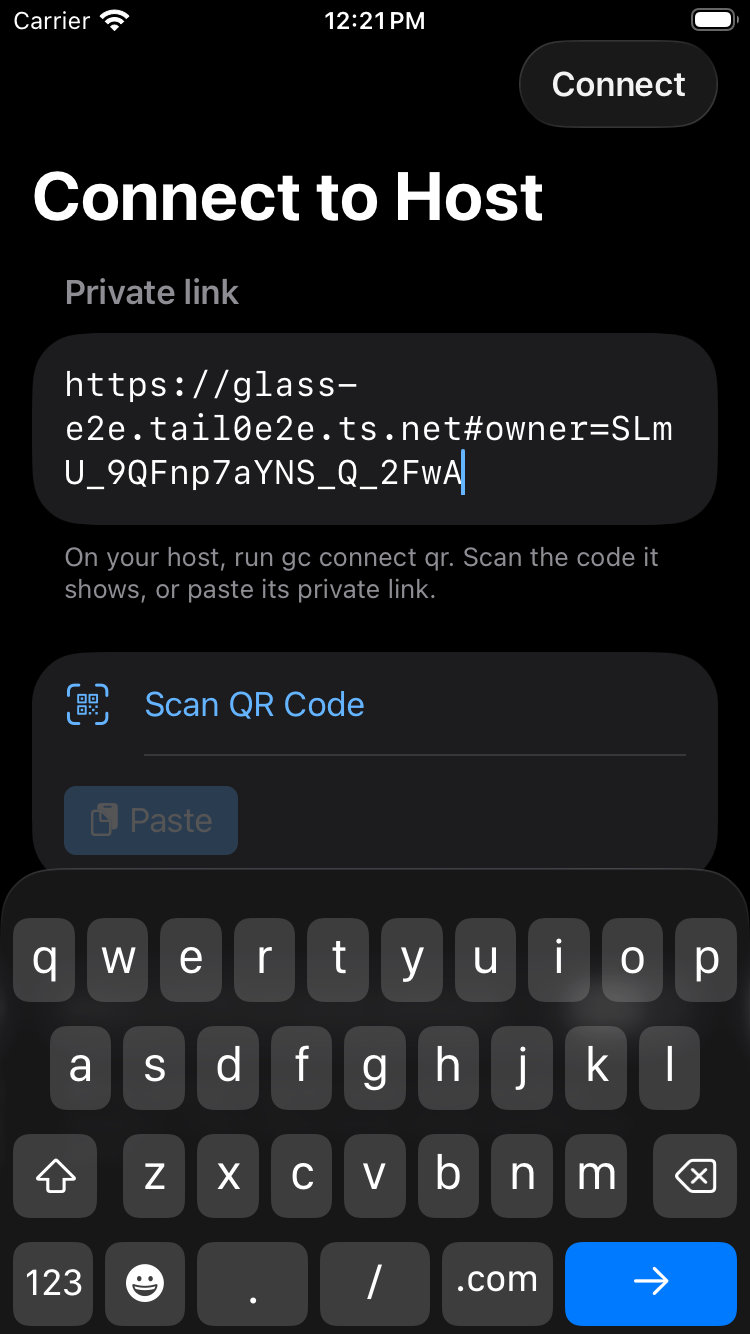 Carrier
12:21 PM
Connect
Connect to Host
Private link
https://glass-
e2e.tail0e2e.ts.net#owner=SLm
U_9QFnp7aYNS_Q_2FwA
On your host, run gc connect qr. Scan the code it
shows, or paste its private link.
Scan QR Code
Paste
q w e r t y u i o p
a s d f g h j k l
z x c v b n m
123 . / .com